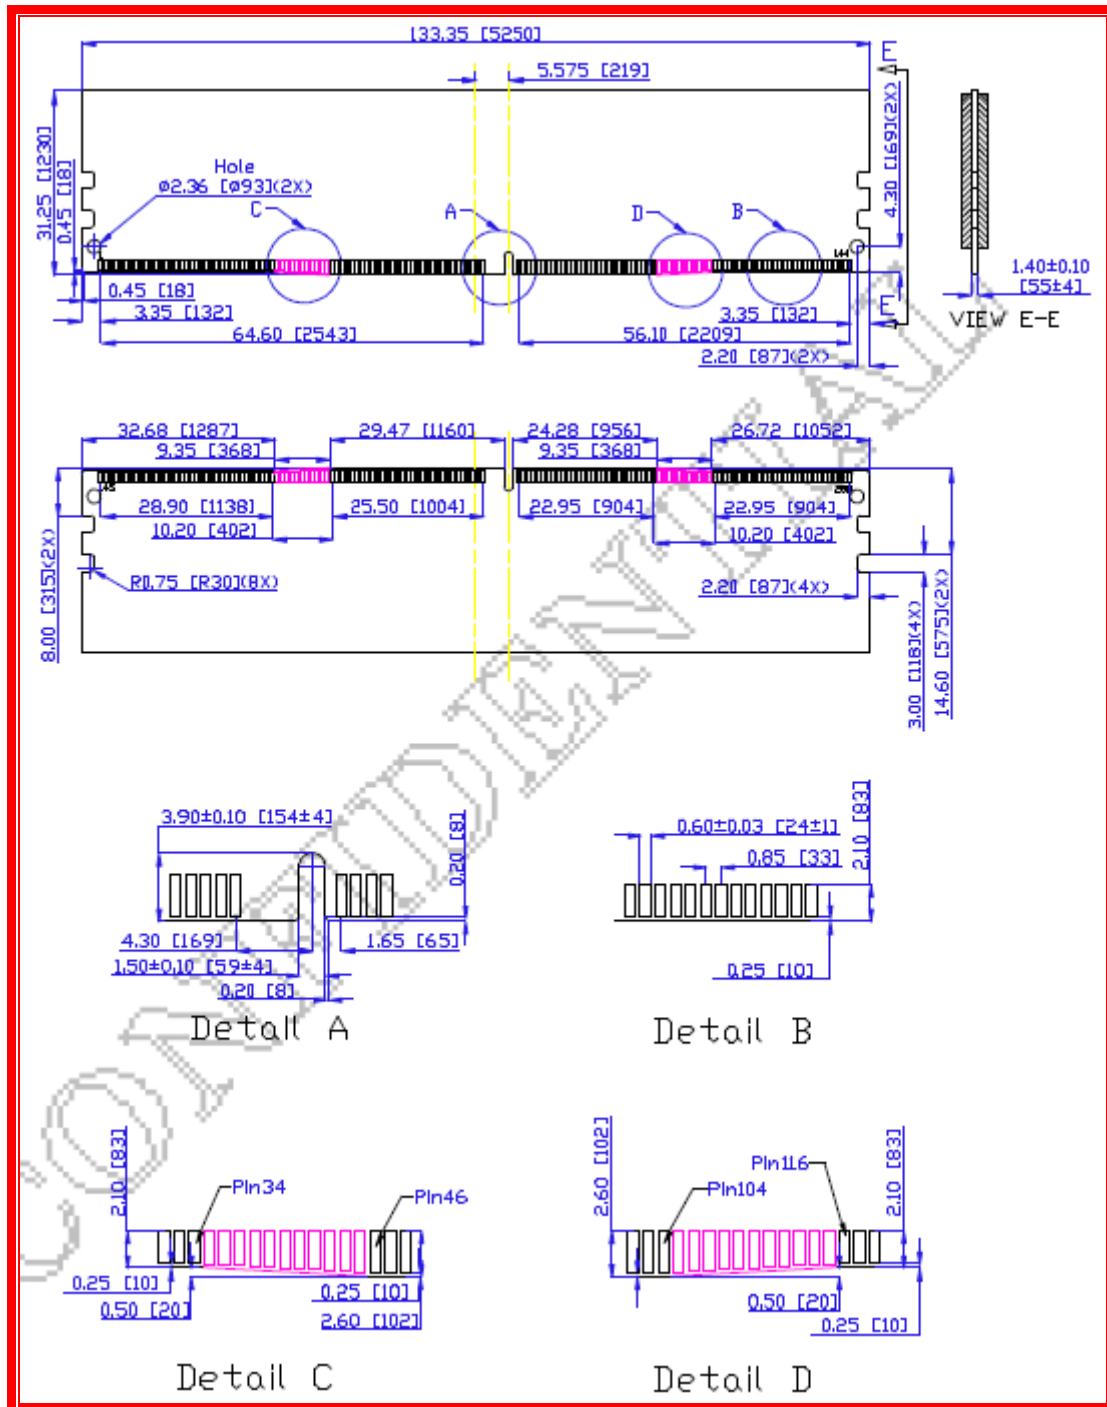 133.35 [5250]
5.575 [219]
E
31.25 [1230]
0.45 [18]
Hole
ø2.36 [ø93](2X)
C
A
D
B
4.30 [169](2X)
144
0.45 [18]
3.35 [132]
64.60 [2543]
3.35 [132]
56.10 [2209]
2.20 [87](2X)
E
1.40±0.10
[55±4]
VIEW E-E
32.68 [1287]
29.47 [1160]
24.28 [956]
26.72 [1052]
9.35 [368]
9.35 [368]
28.90 [1138]
25.50 [1004]
22.95 [904]
22.95 [904]
10.20 [402]
10.20 [402]
R0.75 [R30](8X)
2.20 [87](4X)
8.00 [315](2X)
3.00 [118](4X)
14.60 [575](2X)
3.90±0.10 [154±4]
0.20 [8]
4.30 [169]
1.65 [65]
1.50±0.10 [59±4]
0.20 [8]
Detail A
0.60±0.03 [24±1]
0.85 [33]
2.10 [83]
0.25 [10]
Detail B
2.10 [83]
Pin34
Pin46
0.25 [10]
0.50 [20]
0.25 [10]
2.60 [102]
Detail C
2.60 [102]
Pin116
Pin104
2.10 [83]
0.50 [20]
0.25 [10]
Detail D
CONFIDENTIAL